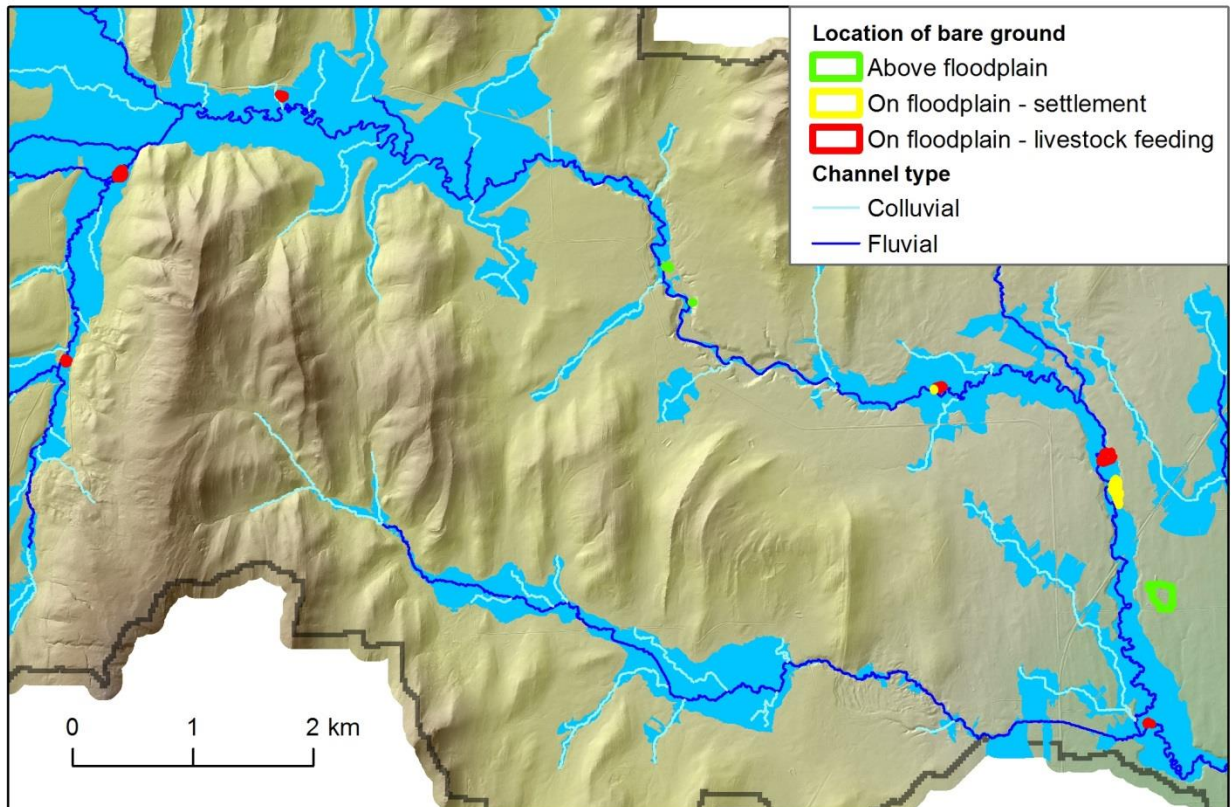 Location of bare ground
Above floodplain
On floodplain - settlement
On floodplain - livestock feeding
Channel type
Colluvial
Fluvial
0 1 2 km